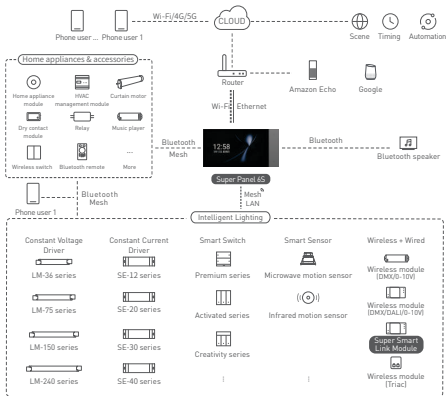 Wi-Fi/4G/5G
CLOUD
Phone user ... Phone user 1
Scene Timing Automation
Home appliances & accessories
Router
Amazon Echo Google
Home appliance
module
HVAC
management module
Curtain motor
Wi-Fi Ethernet
Dry contact
module
Relay
Music player
Bluetooth
Mesh
12:58
Bluetooth
Bluetooth speaker
Wireless switch Bluetooth remote ... More
Super Panel 6S
Phone user 1
Bluetooth
Mesh
Mesh
LAN
Intelligent Lighting
Constant Voltage
Driver
LM-36 series
LM-75 series
LM-150 series
LM-240 series
Constant Current
Driver
SE-12 series
SE-20 series
SE-30 series
SE-40 series
Smart Switch
Premium series
Activated series
Creativity series
Smart Sensor
Microwave motion sensor
Infrared motion sensor
Wireless + Wired
Wireless module
(DMX/0-10V)
Wireless module
(DMX/DALI/0-10V)
Super Smart
Link Module
Wireless module
(Triac)